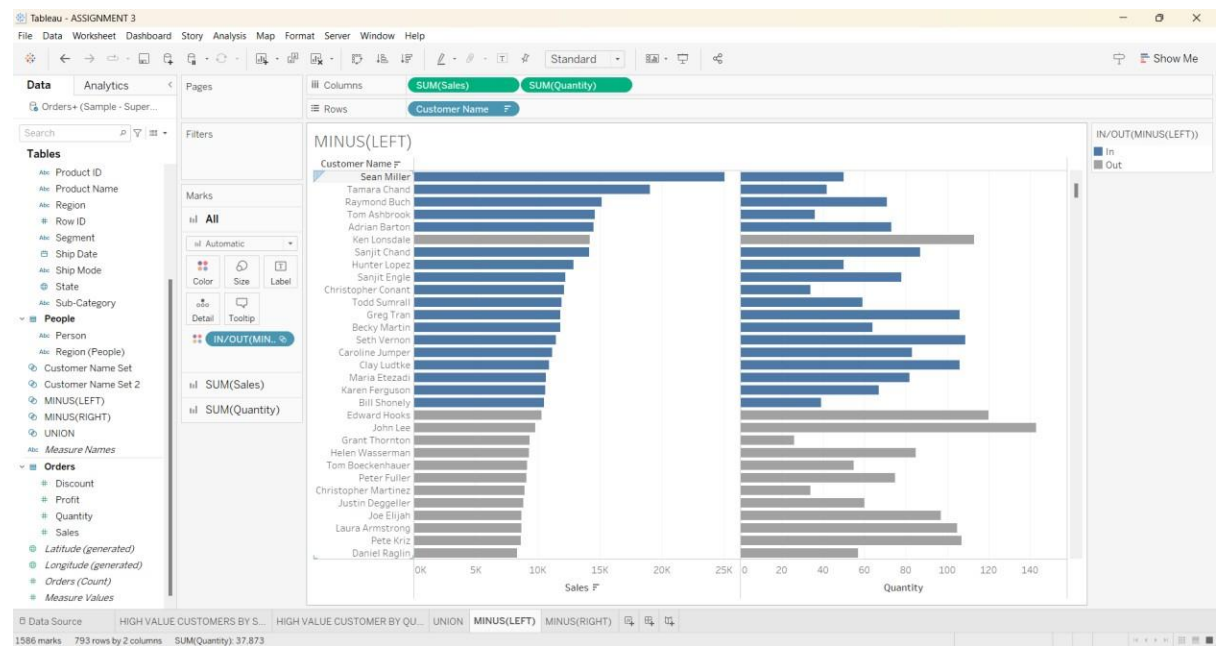 Tableau - ASSIGNMENT 3
File Data Worksheet Dashboard Story Analysis Map Format Server Window Help
Standard
Show Me
Data Analytics
Orders+ (Sample - Super...
Search
Tables
Abc Product ID
Abc Product Name
Abc Region
# Row ID
Abc Segment
Ship Date
Abc Ship Mode
State
Abc Sub-Category
People
Abc Person
Abc Region (People)
Customer Name Set
Customer Name Set 2
MINUS(LEFT)
MINUS(RIGHT)
UNION
Abc Measure Names
Orders
# Discount
# Profit
# Quantity
# Sales
Latitude (generated)
Longitude (generated)
# Orders (Count)
# Measure Values
Pages
Filters
Marks
All
Automatic
Color Size Label
Detail Tooltip
IN/OUT(MIN..
SUM(Sales)
SUM(Quantity)
Columns SUM(Sales) SUM(Quantity)
Rows Customer Name
MINUS(LEFT)
Customer Name
Sean Miller
Tamara Chand
Raymond Buch
Tom Ashbrook
Adrian Barton
Ken Lonsdale
Sanjit Chand
Hunter Lopez
Sanjit Engle
Christopher Conant
Todd Sumrall
Greg Tran
Becky Martin
Seth Vernon
Caroline Jumper
Clay Ludtke
Maria Etezadi
Karen Ferguson
Bill Shonely
Edward Hooks
John Lee
Grant Thornton
Helen Wasserman
Tom Boeckenhauer
Peter Fuller
Christopher Martinez
Justin Deggeller
Joe Elijah
Laura Armstrong
Pete Kriz
Daniel Raglin
0K 5K 10K 15K 20K 25K 0 20 40 60 80 100 120 140
Sales Quantity
IN/OUT(MINUS(LEFT))
In
Out
Data Source HIGH VALUE CUSTOMERS BY S... HIGH VALUE CUSTOMER BY QU... UNION MINUS(LEFT) MINUS(RIGHT)
1586 marks 793 rows by 2 columns SUM(Quantity): 37,873